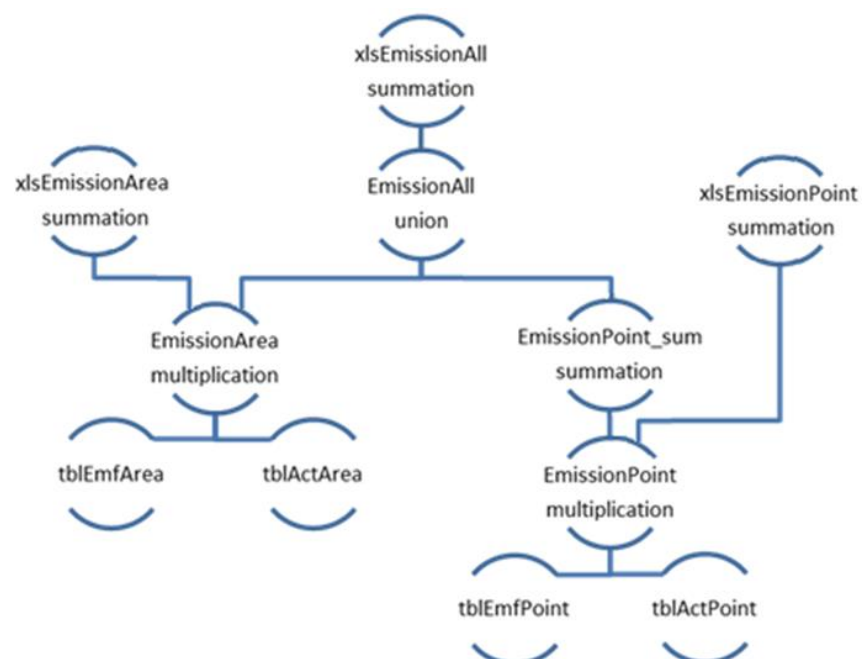 xlsEmissionAll
summation
xlsEmissionArea
summation
EmissionAll
union
xlsEmissionPoint
summation
EmissionArea
multiplication
EmissionPoint_sum
summation
tblEmfArea
tblActArea
EmissionPoint
multiplication
tblEmfPoint
tblActPoint